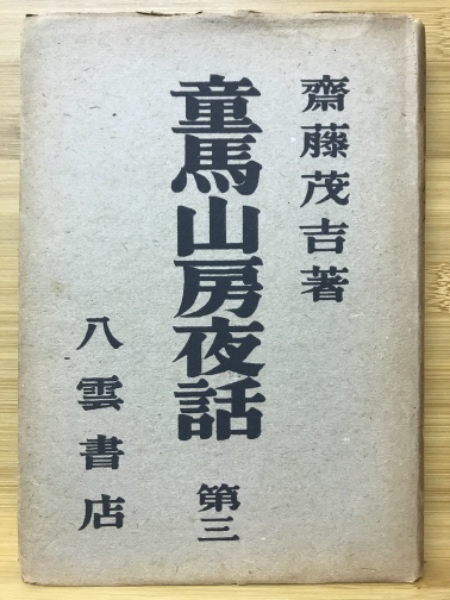 齋藤茂吉著
童馬山房夜話
第三
八雲書店